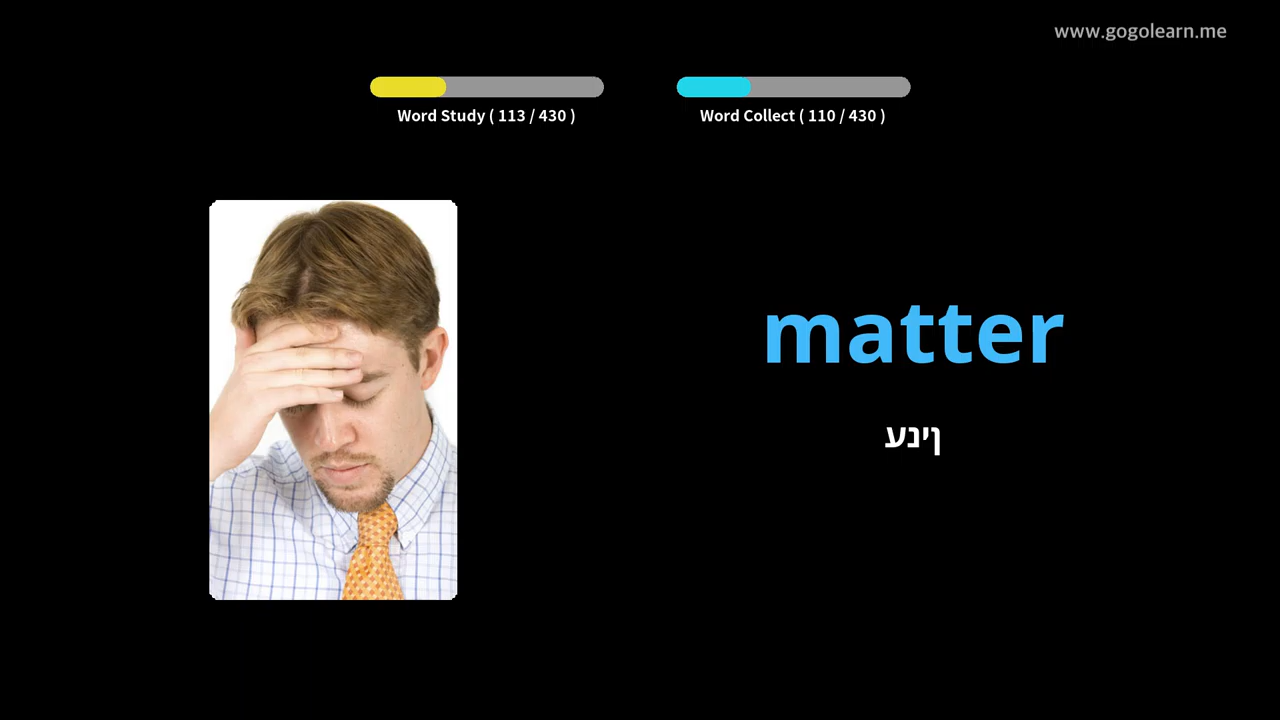 www.gogolearn.me
Word Study ( 113 / 430 )
Word Collect ( 110 / 430 )
matter
ןינע